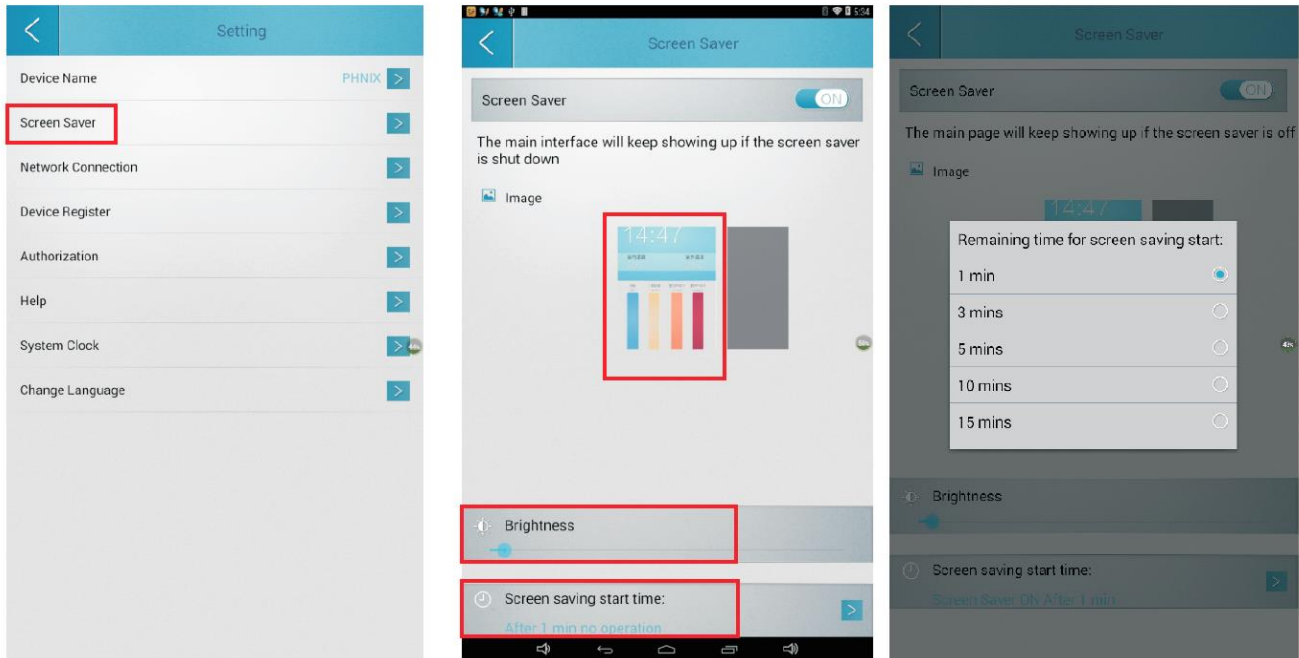 Setting
Device Name PHNIX
Screen Saver
Network Connection
Device Register
Authorization
Help
System Clock
Change Language
5:34
Screen Saver
Screen Saver ON
The main interface will keep showing up if the screen saver
is shut down
Image
14:47
Brightness
Screen saving start time:
After 1 min no operation
Screen Saver
Screen Saver ON
The main page will keep showing up if the screen saver is off
Image
14:47
Remaining time for screen saving start:
1 min
3 mins
5 mins
10 mins
15 mins
Brightness
Screen saving start time:
Screen Saver ON After 1 min